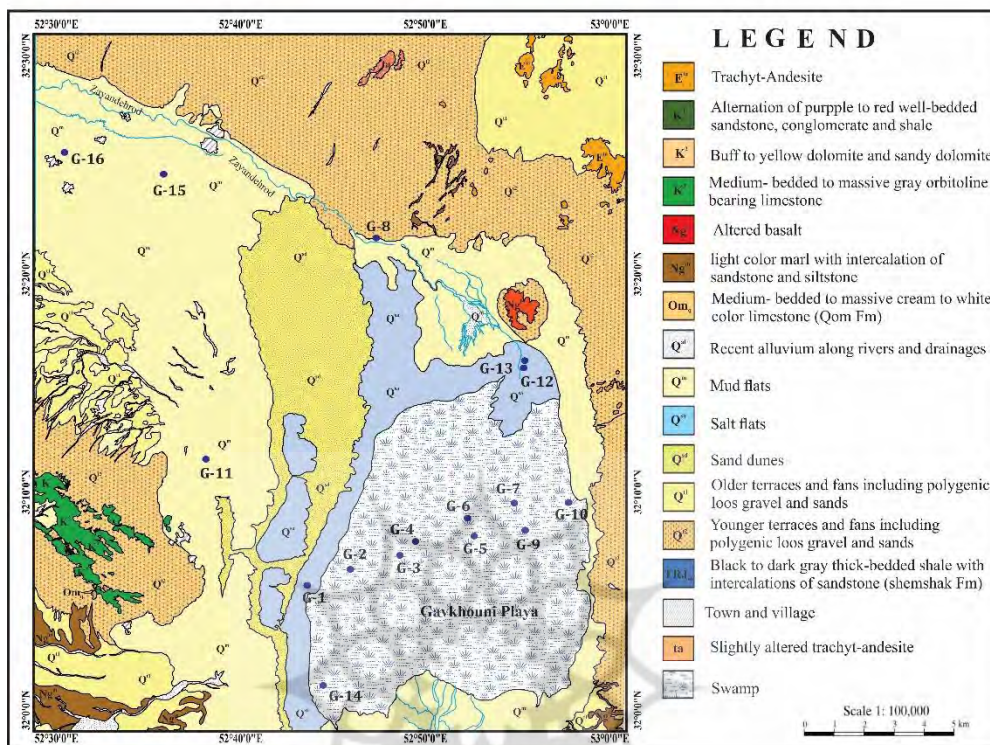 52°30'0"E
52°40'0"E
52°50'0"E
53°0'0"E
32°30'0"N
32°20'0"N
32°10'0"N
32°0'0"N
32°30'0"N
32°20'0"N
32°10'0"N
32°0'0"N
52°30'0"E
52°40'0"E
52°50'0"E
53°0'0"E
Zayandehrod
Zayandehrod
G-16
G-15
G-8
G-13
G-12
G-11
G-7
G-10
G-6
G-4
G-5
G-9
G-2
G-3
G-1
Gavkhouni Playa
G-14
LEGEND
Trachyt-Andesite
Alternation of purpple to red well-bedded
sandstone, conglomerate and shale
Buff to yellow dolomite and sandy dolomite
Medium- bedded to massive gray orbitoline
bearing limestone
Altered basalt
light color marl with intercalation of
sandstone and siltstone
Medium- bedded to massive cream to white
color limestone (Qom Fm)
Recent alluvium along rivers and drainages
Mud flats
Salt flats
Sand dunes
Older terraces and fans including polygenic
loos gravel and sands
Younger terraces and fans including
polygenic loos gravel and sands
Black to dark gray thick-bedded shale with
intercalations of sandstone (shemshak Fm)
Town and village
ta
Slightly altered trachyt-andesite
Swamp
Scale 1: 100,000
0 1 2 3 4 5 km